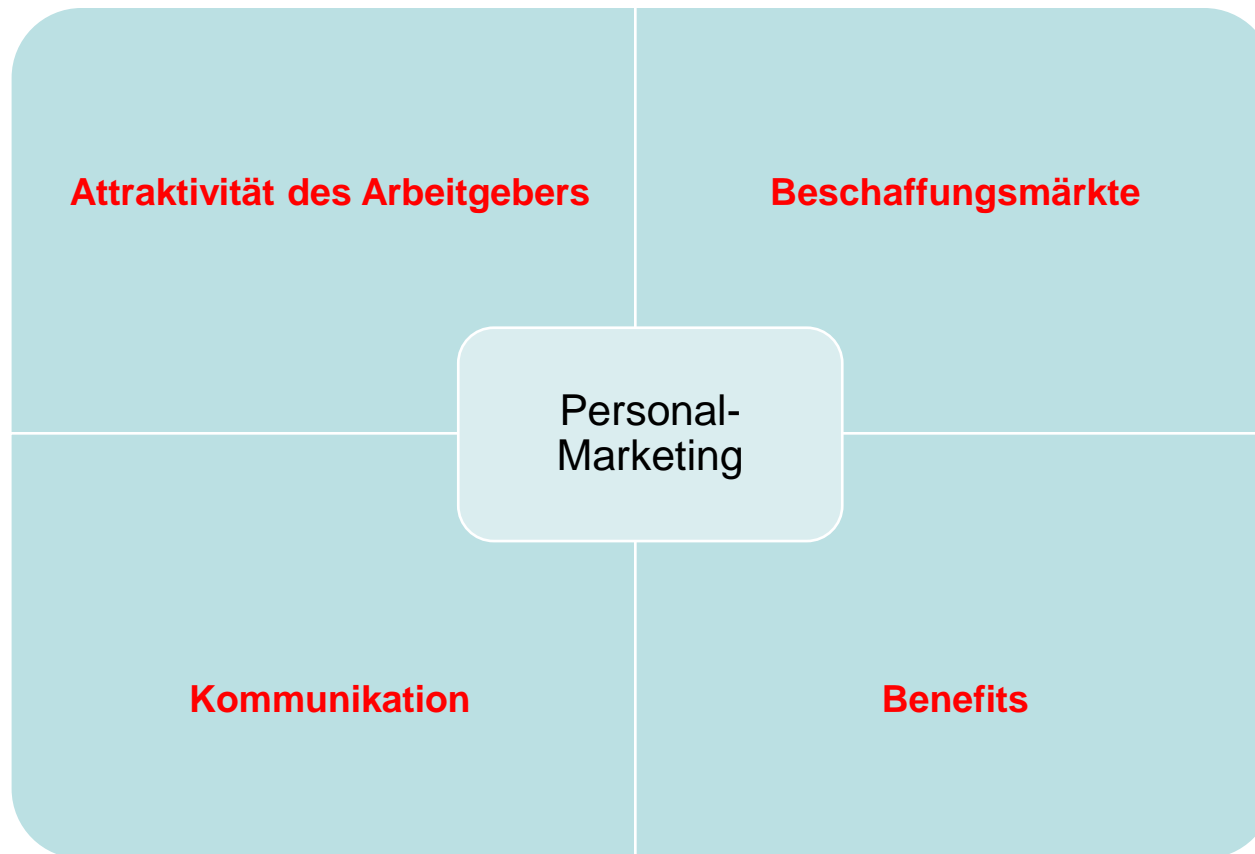 Attraktivität des Arbeitgebers
Beschaffungsmärkte
Personal-
Marketing
Kommunikation
Benefits